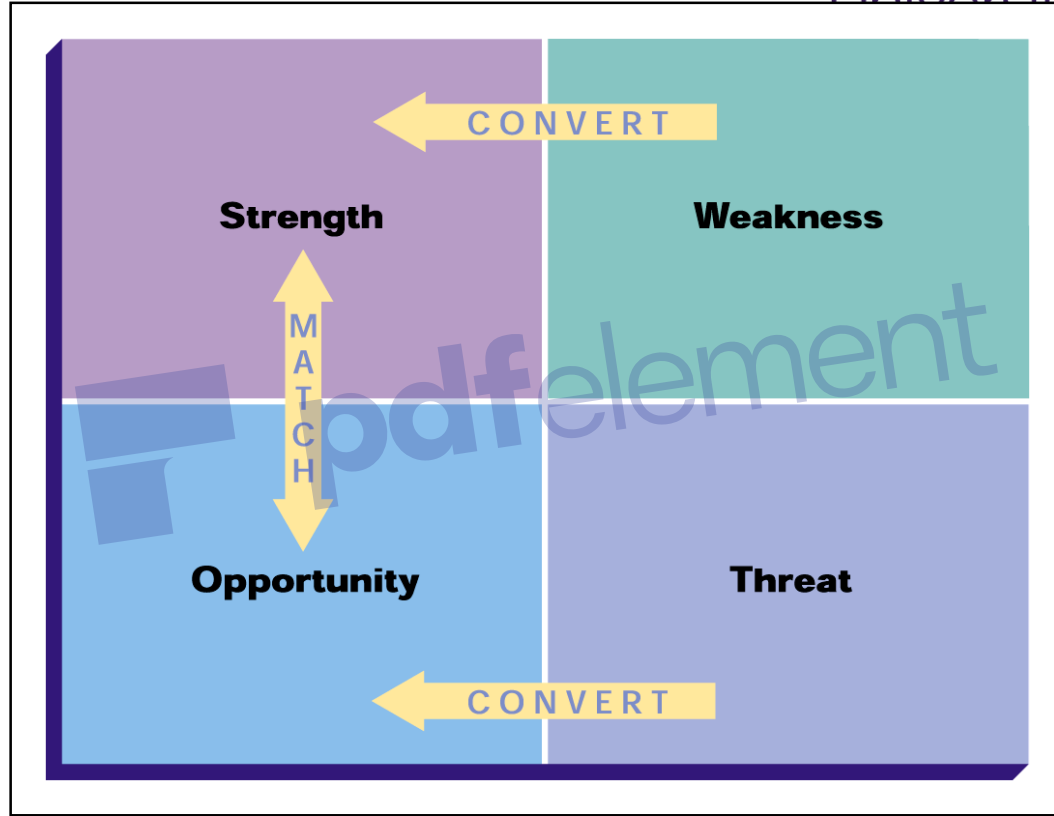 CONVERT
Strength
Weakness
MATCH
pdfelement
Opportunity
Threat
CONVERT